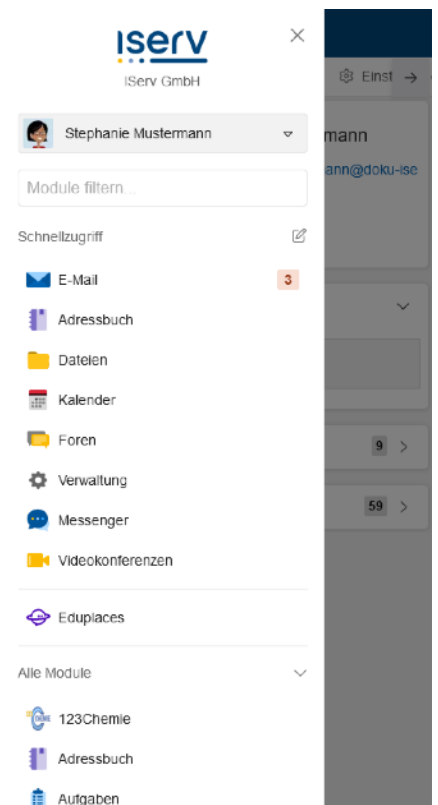 IServ
IServ GmbH
Einst
Stephanie Mustermann
mann
ann@doku-ise
Module filtern...
Schnellzugriff
E-Mail
3
Adressbuch
Dateien
Kalender
Foren
9
Verwaltung
Messenger
59
Videokonferenzen
Eduplaces
Alle Module
123Chemie
Adressbuch
Aufgaben